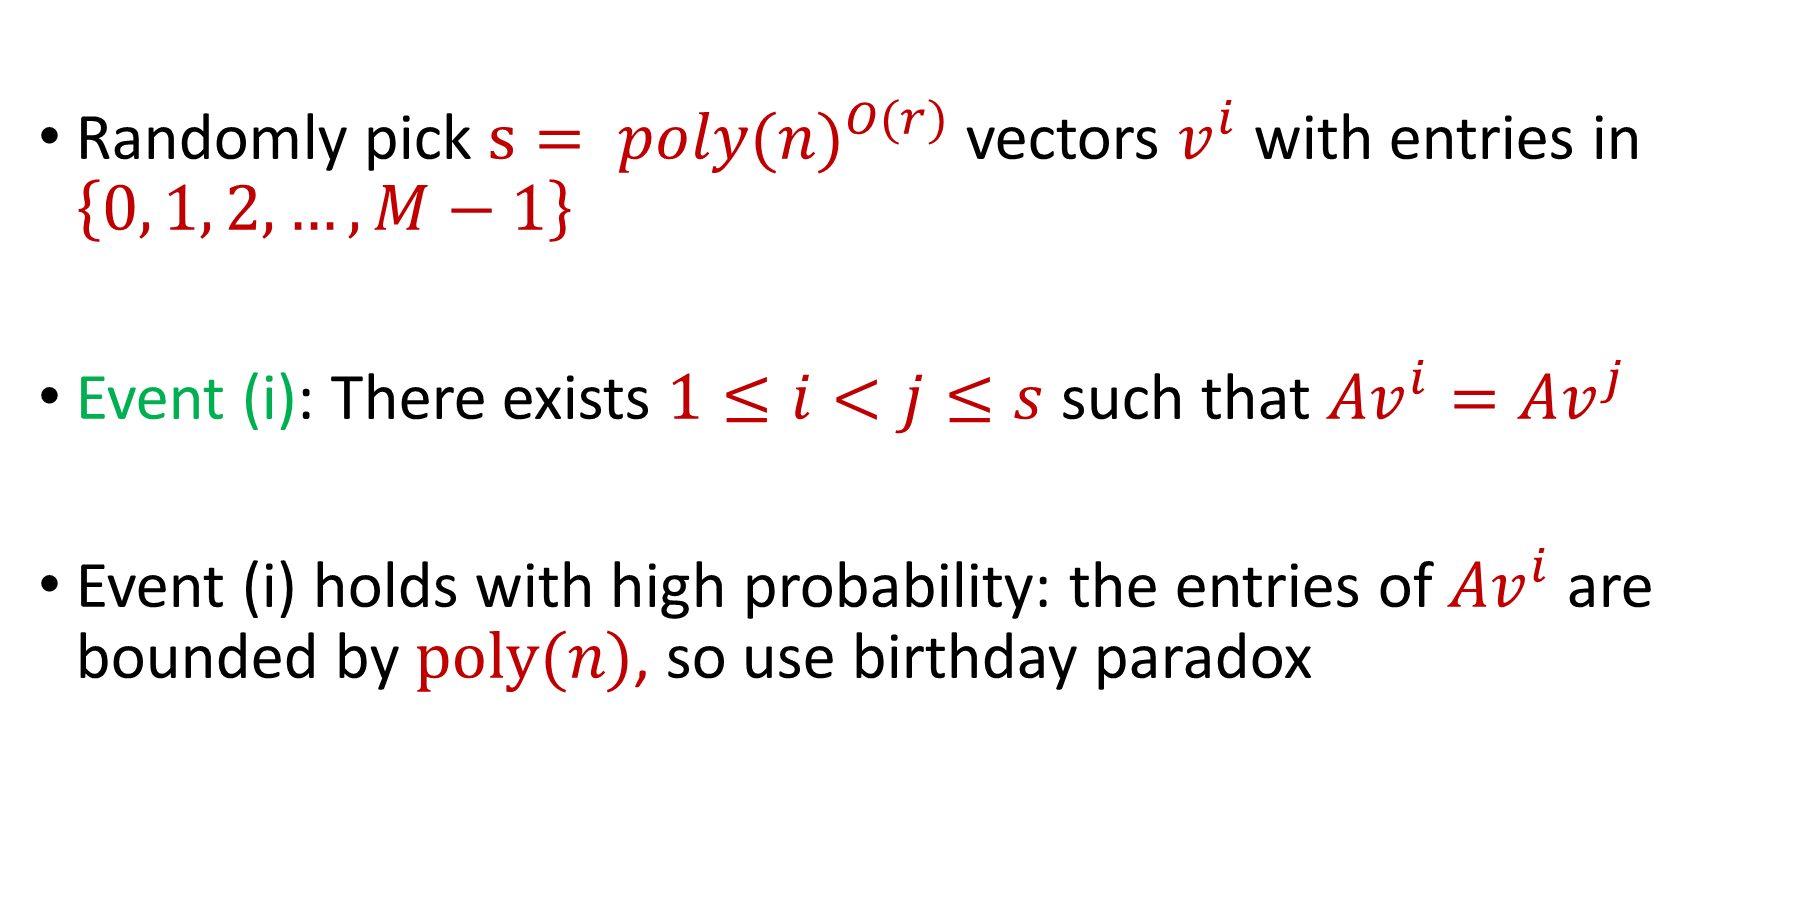 • Randomly pick s = poly(n)^{O(r)} vectors v^i with entries in
{0, 1, 2, … , M − 1}
• Event (i): There exists 1 ≤ i < j ≤ s such that Av^i = Av^j
• Event (i) holds with high probability: the entries of Av^i are
bounded by poly(n), so use birthday paradox